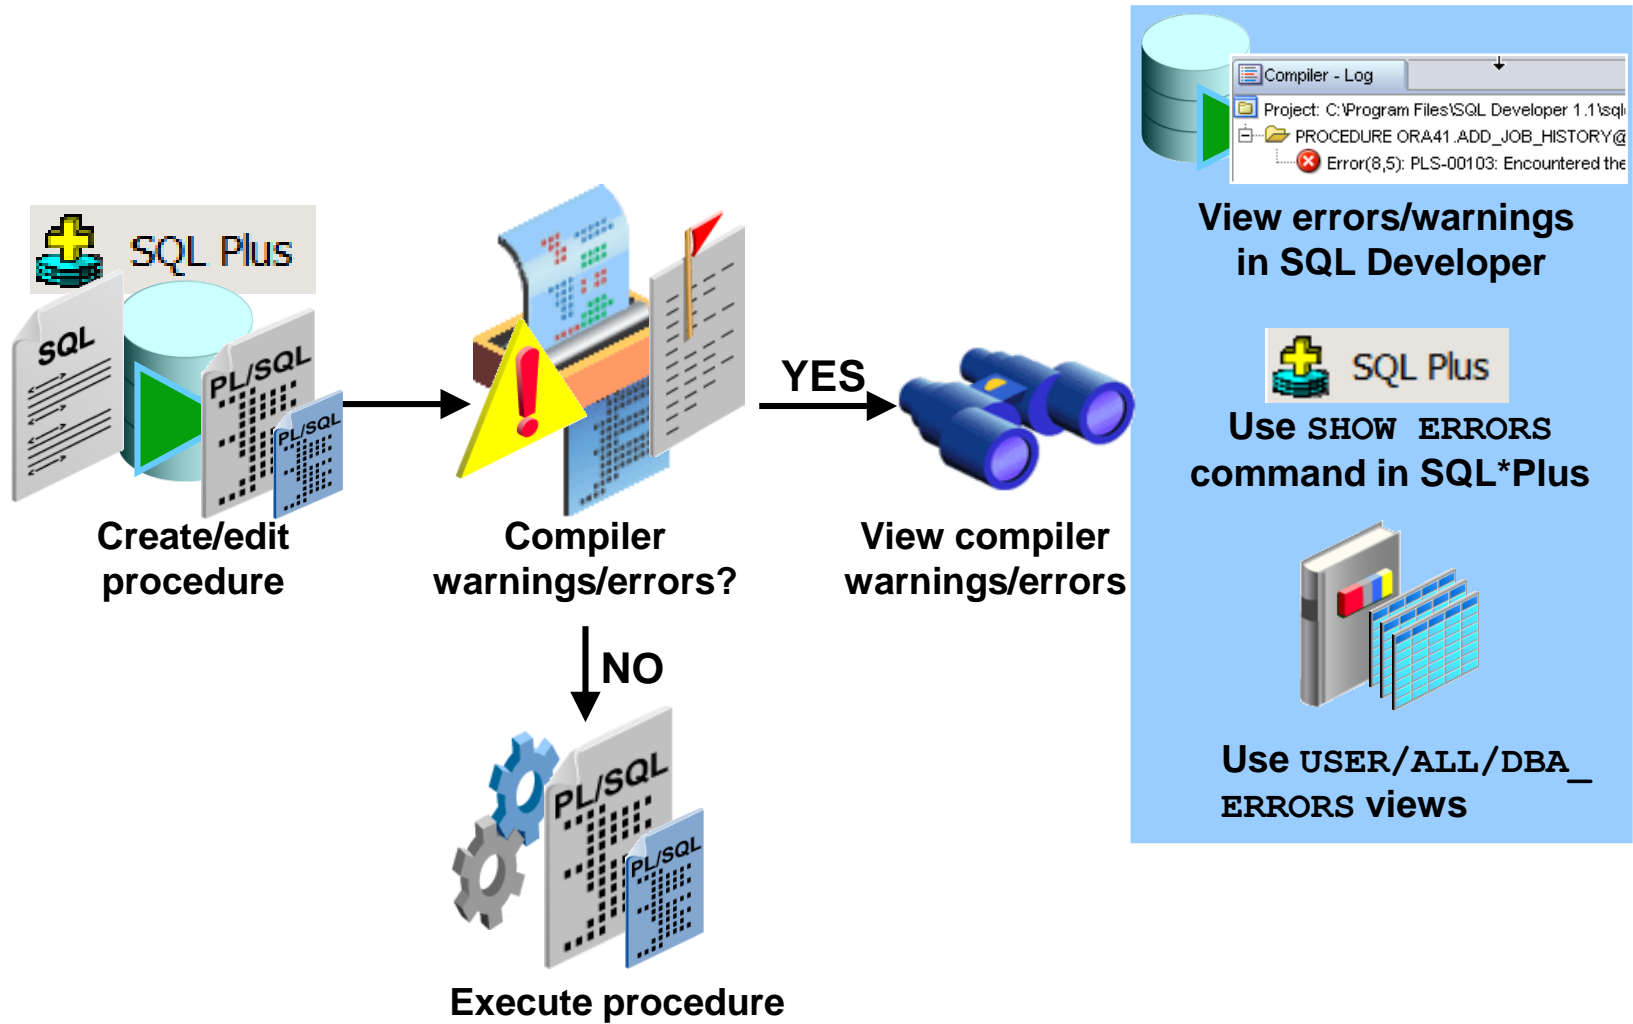 SQL Plus
SQL
PL/SQL
PL/SQL
Create/edit
procedure
Compiler
warnings/errors?
YES
View compiler
warnings/errors
NO
PL/SQL
PL/SQL
Execute procedure
Compiler - Log
Project: C:\Program Files\SQL Developer 1.1\sql
PROCEDURE ORA41.ADD_JOB_HISTORY@
Error(8,5): PLS-00103: Encountered the
View errors/warnings
in SQL Developer
SQL Plus
Use SHOW ERRORS
command in SQL*Plus
Use USER/ALL/DBA_
ERRORS views